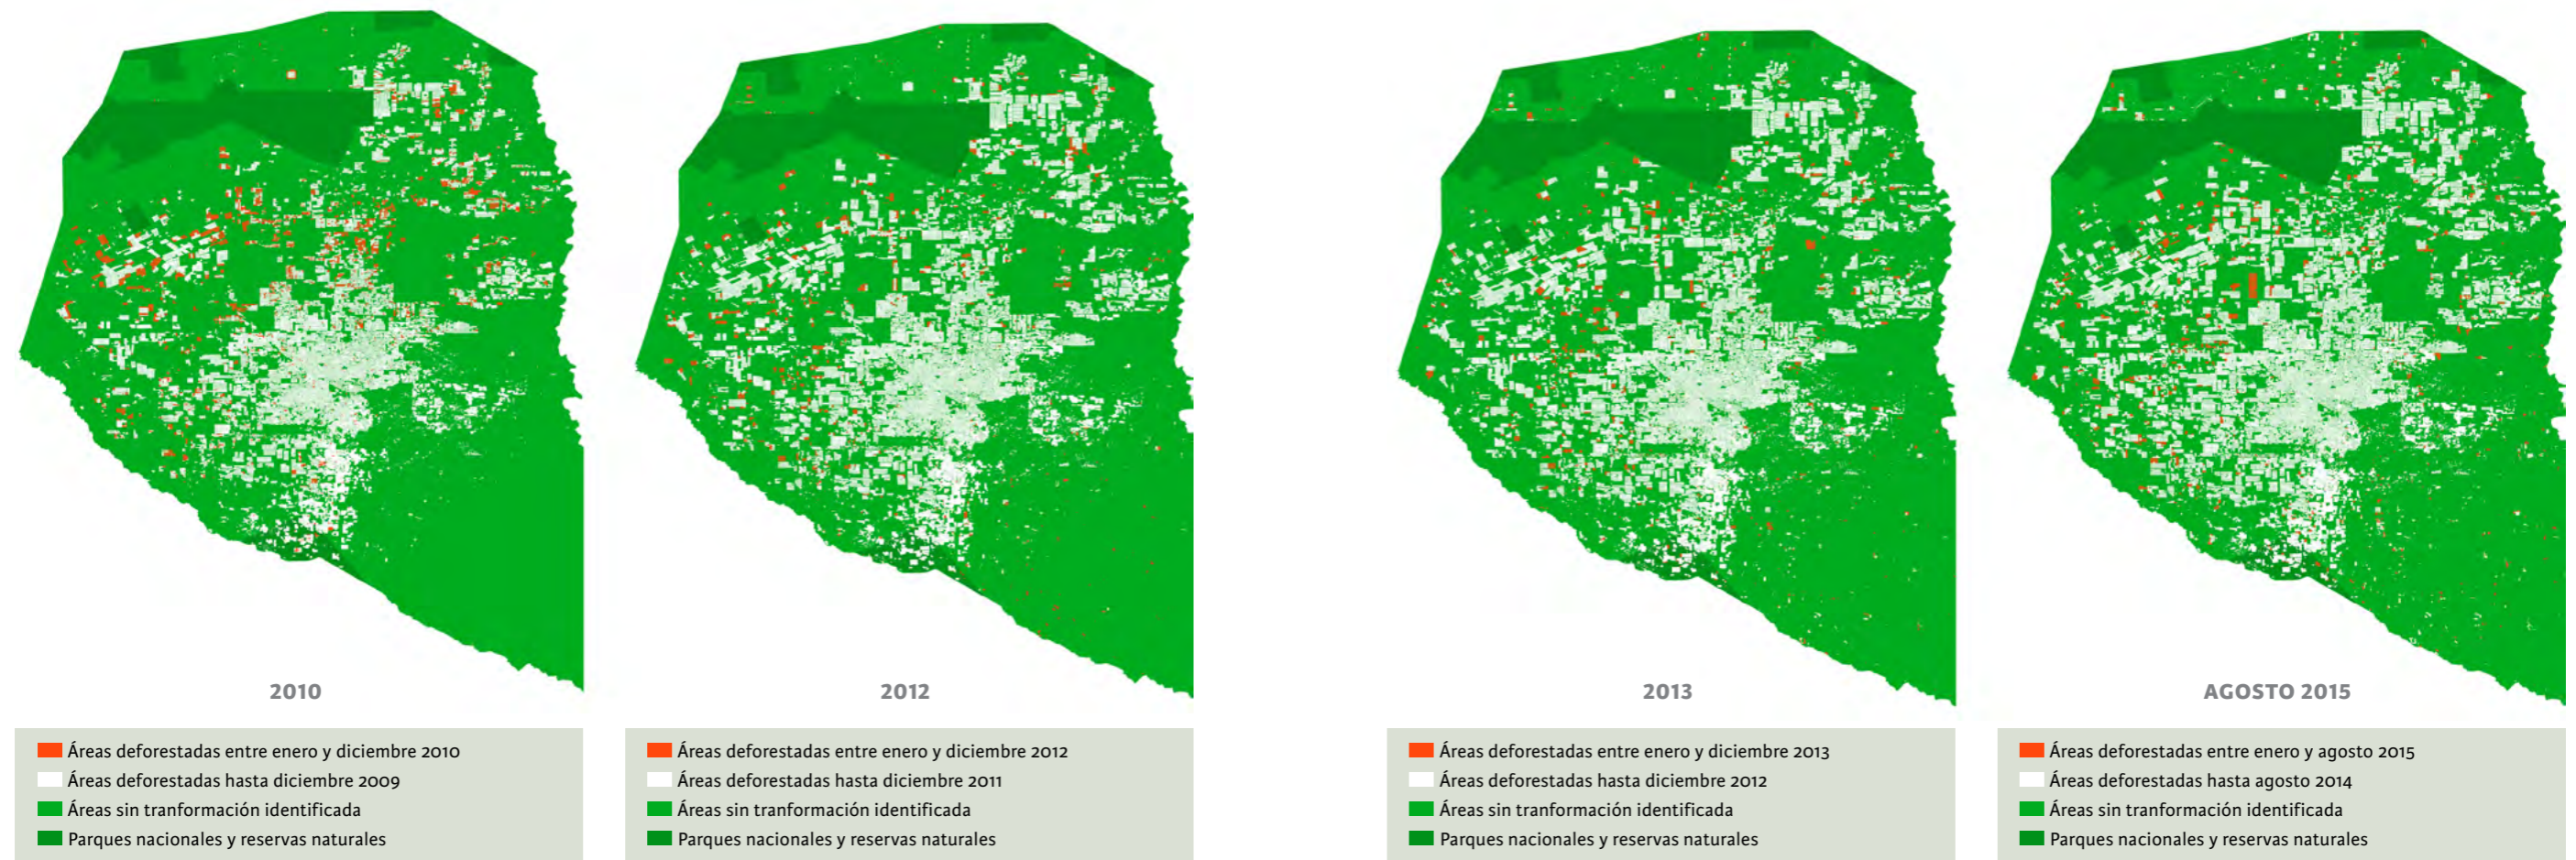 2010
Áreas deforestadas entre enero y diciembre 2010
Áreas deforestadas hasta diciembre 2009
Áreas sin tranformación identificada
Parques nacionales y reservas naturales
2012
Áreas deforestadas entre enero y diciembre 2012
Áreas deforestadas hasta diciembre 2011
Áreas sin tranformación identificada
Parques nacionales y reservas naturales
2013
Áreas deforestadas entre enero y diciembre 2013
Áreas deforestadas hasta diciembre 2012
Áreas sin tranformación identificada
Parques nacionales y reservas naturales
AGOSTO 2015
Áreas deforestadas entre enero y agosto 2015
Áreas deforestadas hasta agosto 2014
Áreas sin tranformación identificada
Parques nacionales y reservas naturales